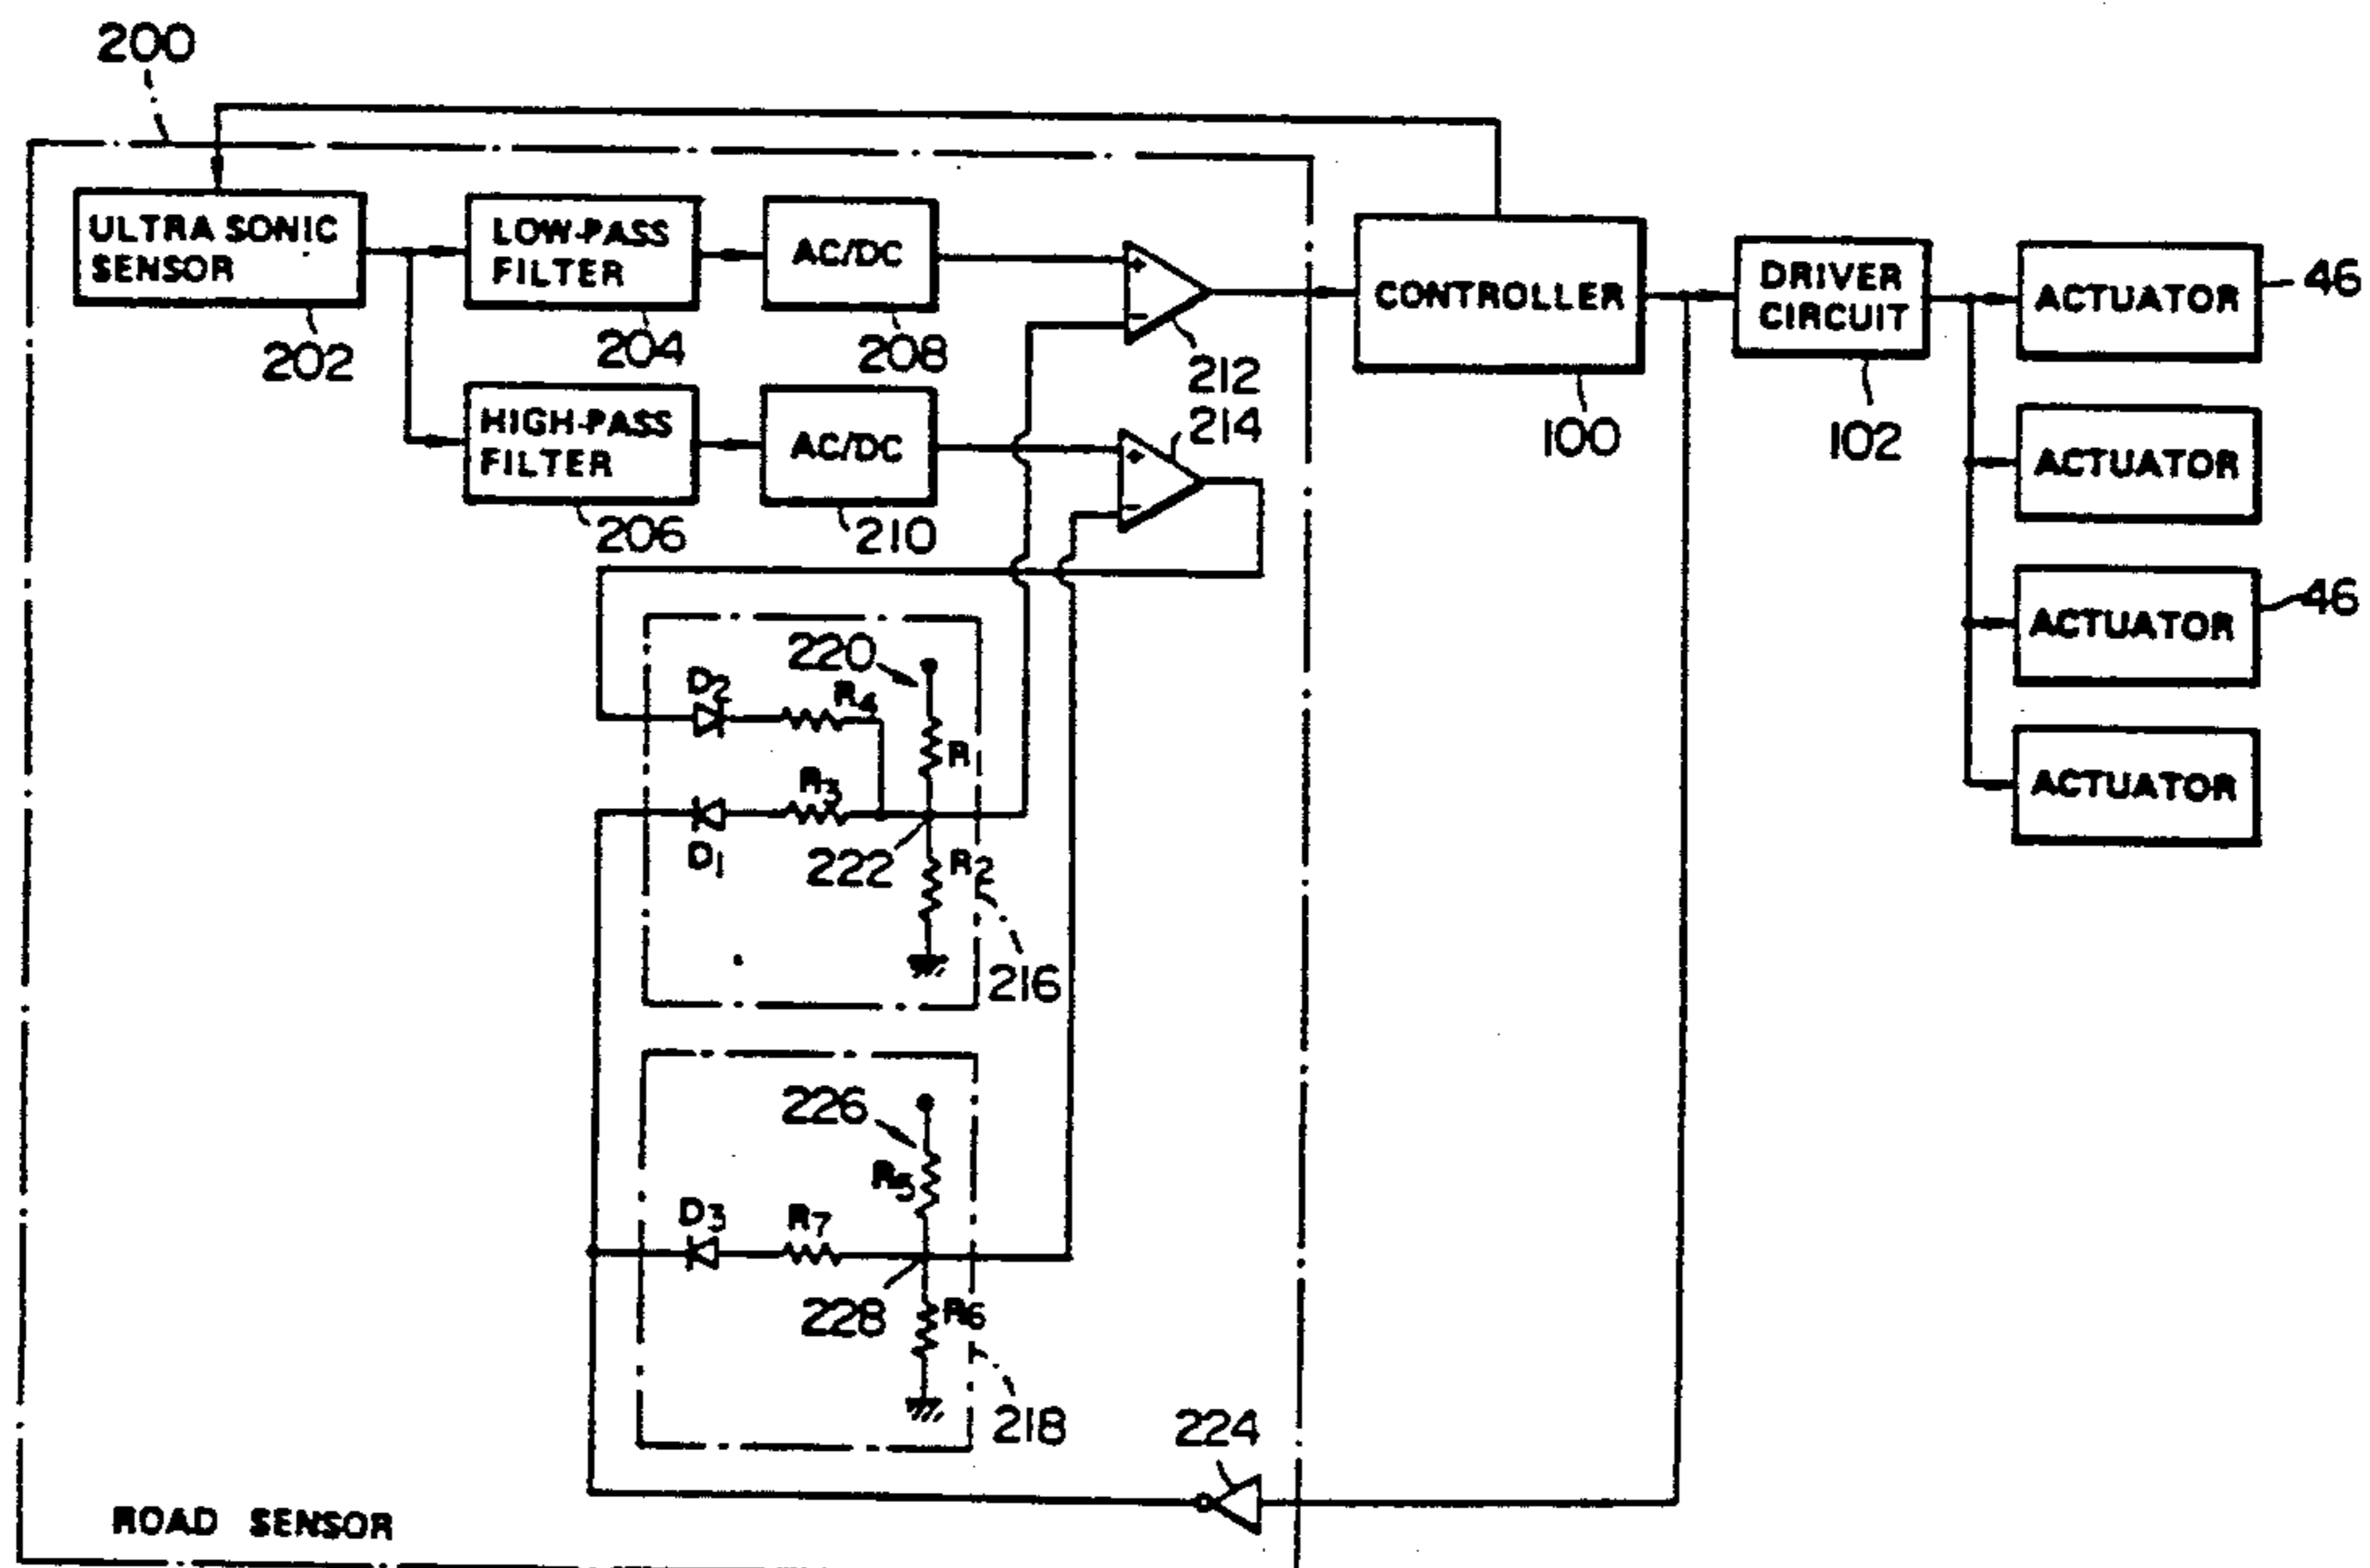 200
ULTRA SONIC
SENSOR
202
LOW-PASS
FILTER
204
AC/DC
208
212
HIGH-PASS
FILTER
206
AC/DC
210
214
CONTROLLER
100
DRIVER
CIRCUIT
102
ACTUATOR
46
ACTUATOR
ACTUATOR
46
ACTUATOR
220
D2
R4
R
R3
D1
222
R2
216
226
R5
D3
R7
228
R6
218
224
ROAD SENSOR